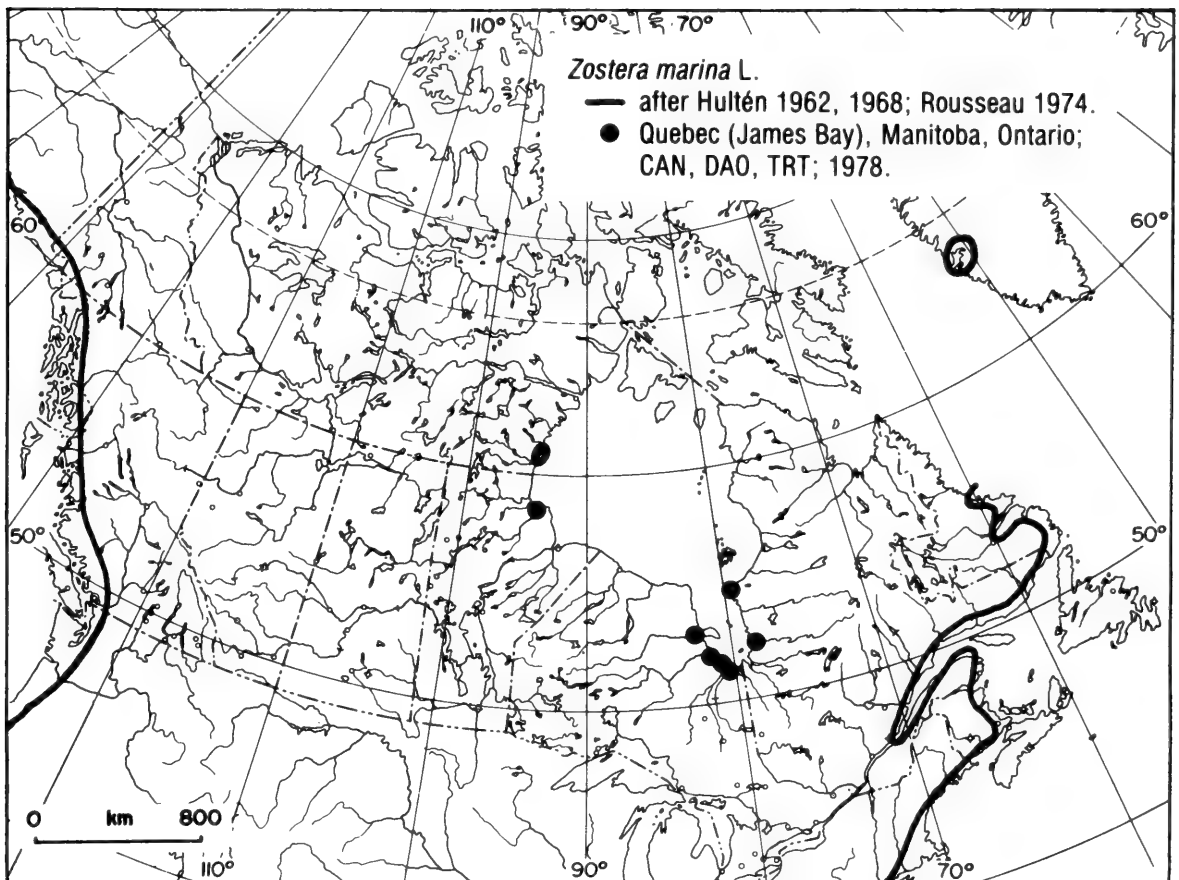 110° 90° 70°
Zostera marina L.
after Hultén 1962, 1968; Rousseau 1974.
Quebec (James Bay), Manitoba, Ontario;
CAN, DAO, TRT; 1978.
60 60°
50° 50°
0 km 800
110° 90° 70°